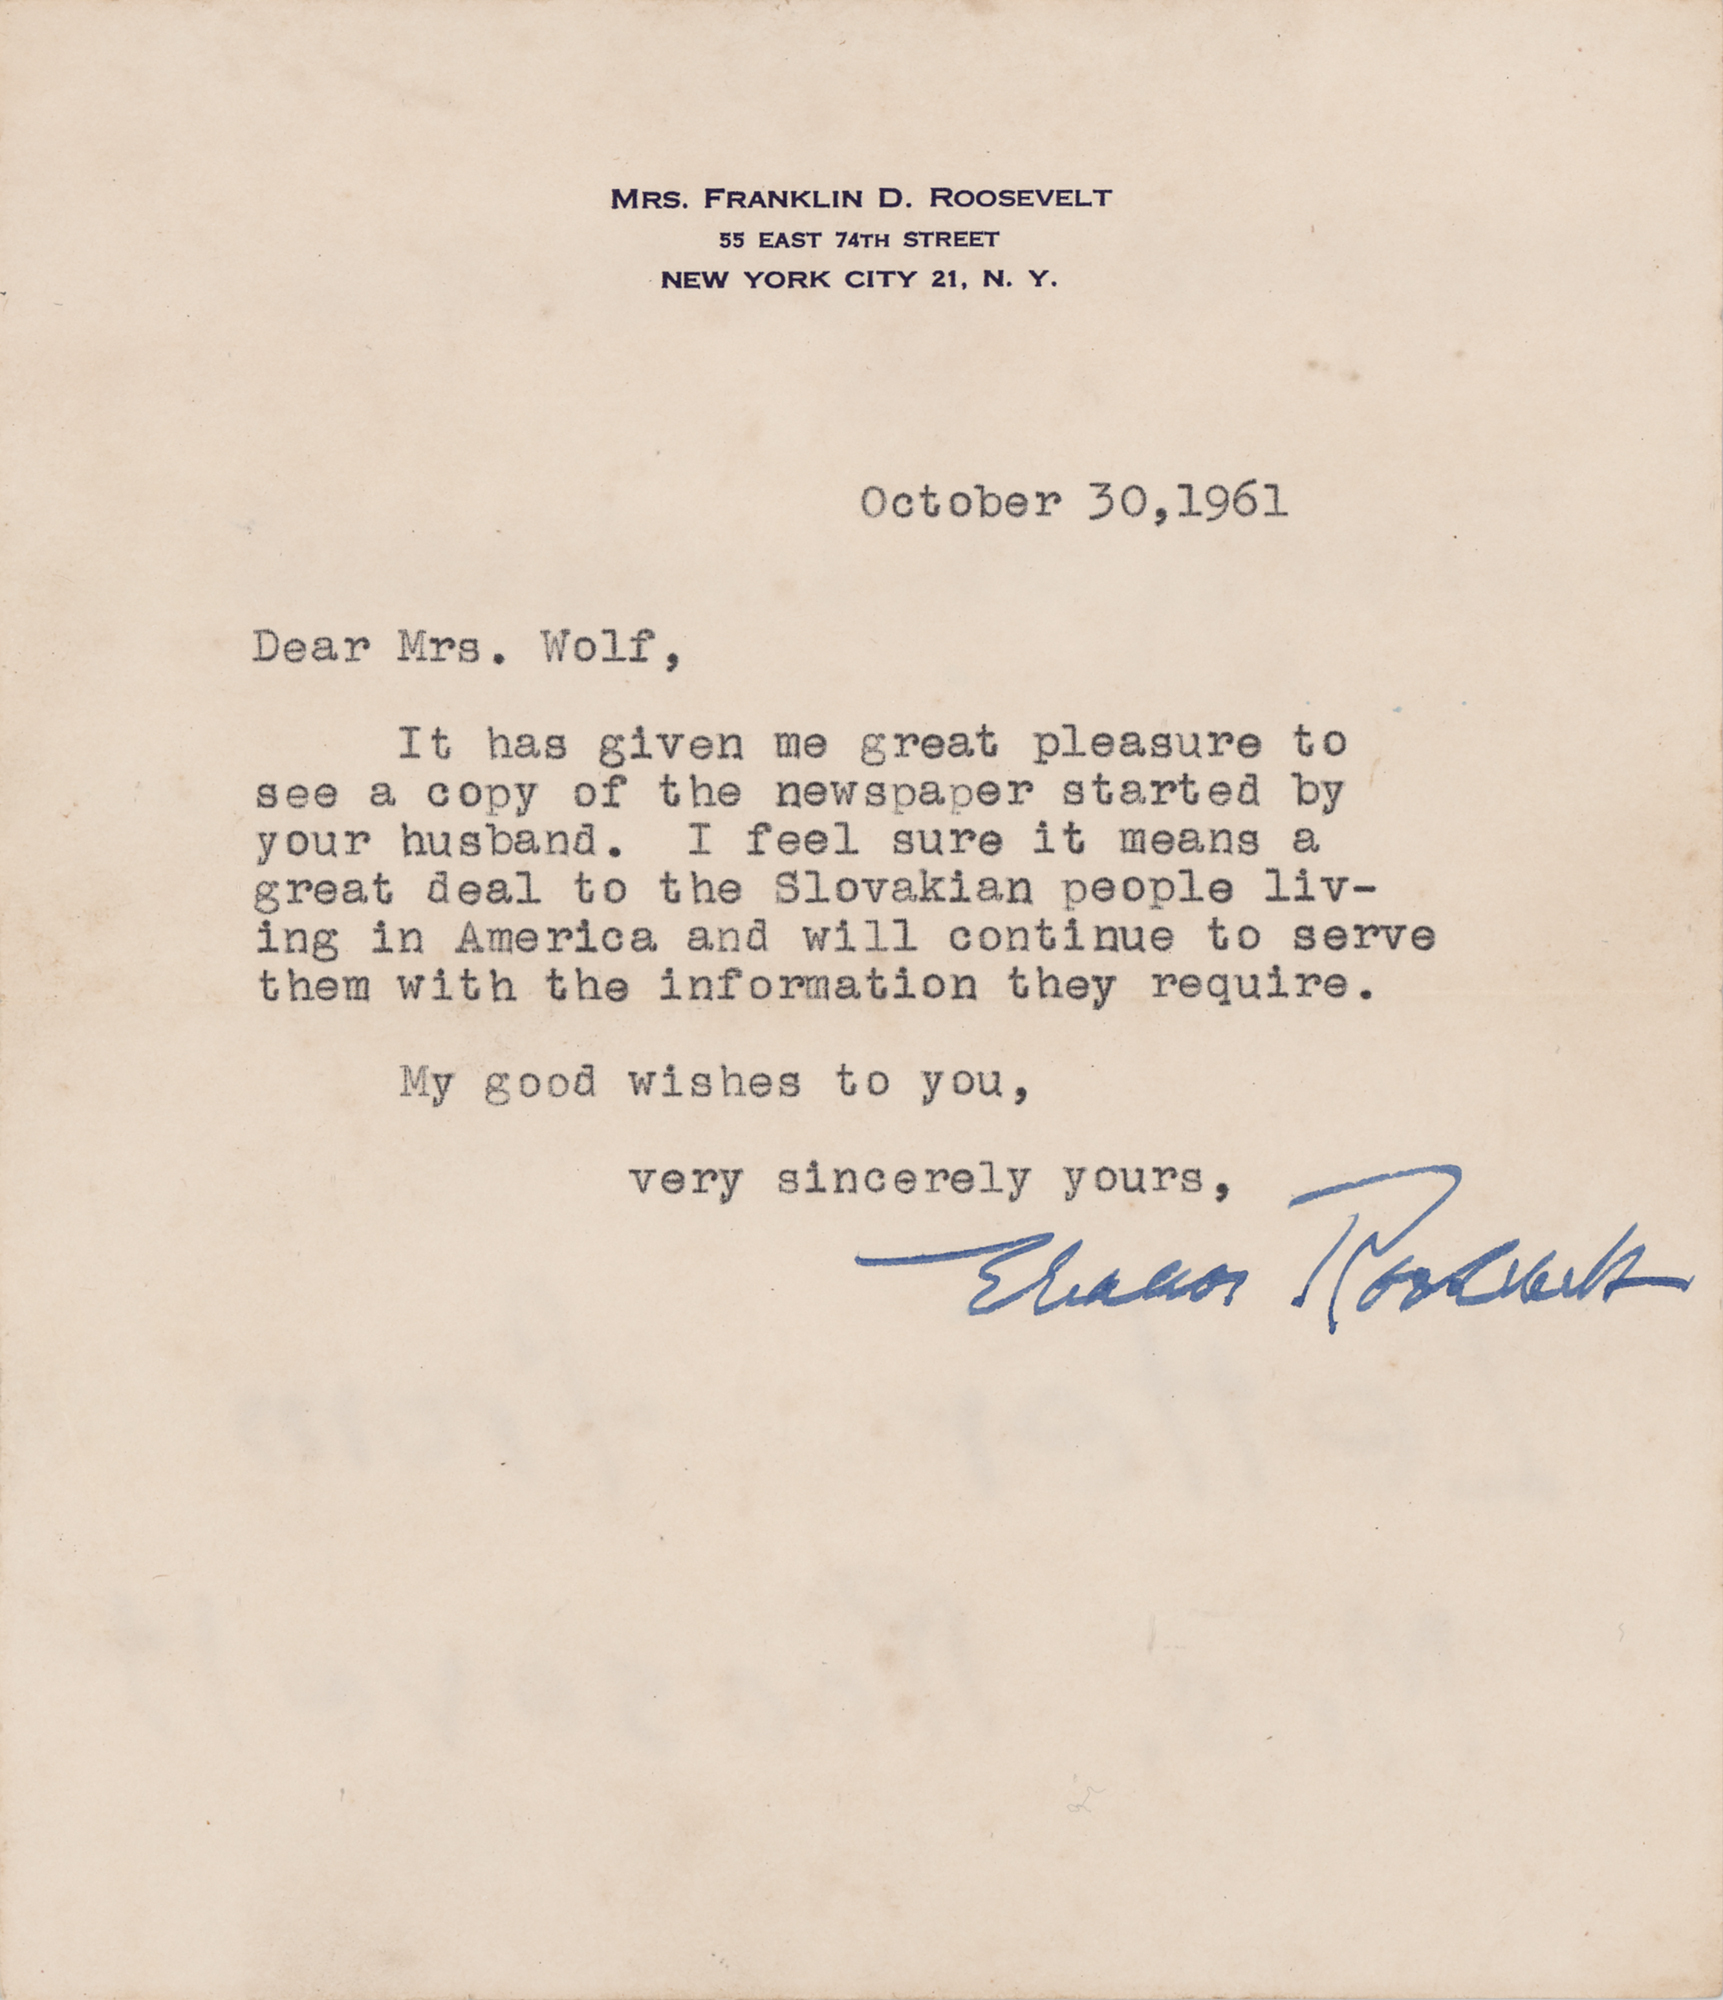 MRS. FRANKLIN D. ROOSEVELT
55 EAST 74TH STREET
NEW YORK CITY 21, N. Y.
October 30,1961
Dear Mrs. Wolf,
It has given me great pleasure to
see a copy of the newspaper started by
your husband. I feel sure it means a
great deal to the Slovakian people liv-
ing in America and will continue to serve
them with the information they require.
My good wishes to you,
very sincerely yours,
Eleanor Roosevelt